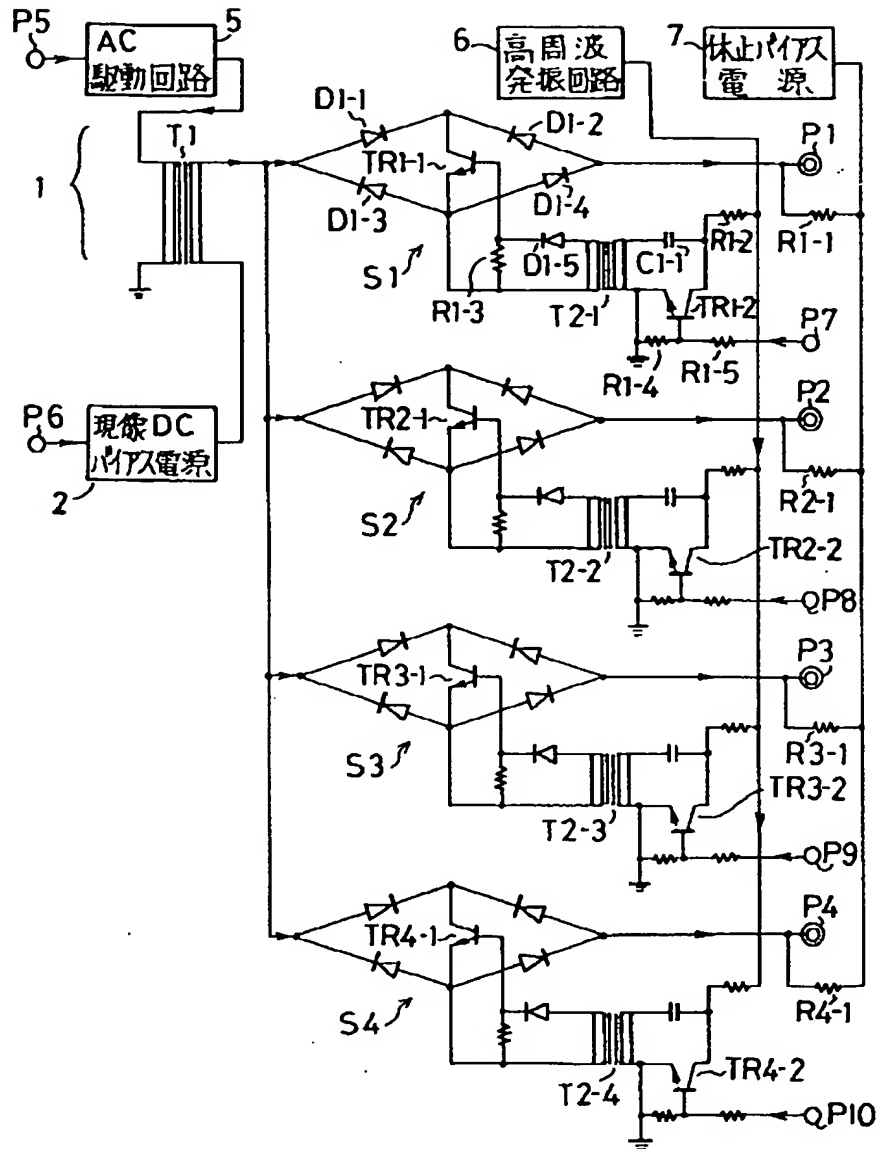 P5
AC
駆動回路
5
6
高周波
発振回路
7
休止バイアス
電源
1
T1
D1-1
D1-2
TR1-1
D1-3
D1-4
P1
S1
R1-3
D1-5
T2-1
C1-1
R1-2
R1-1
TR1-2
P7
R1-4
R1-5
P6
現像DC
バイアス電源
2
TR2-1
P2
S2
R2-1
T2-2
TR2-2
P8
TR3-1
P3
S3
R3-1
T2-3
TR3-2
P9
TR4-1
P4
S4
R4-1
T2-4
TR4-2
P10